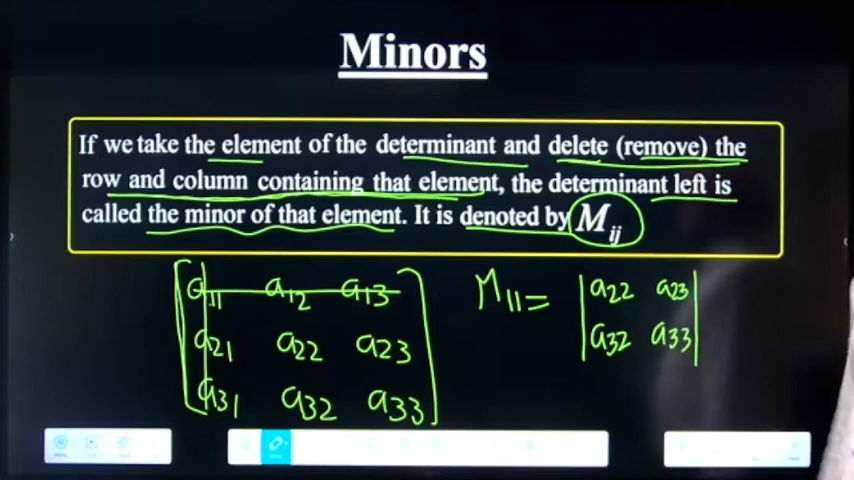 Minors
If we take the element of the determinant and delete (remove) the
row and column containing that element, the determinant left is
called the minor of that element. It is denoted by M_ij
a11 a12 a13 M11 = a22 a23
a21 a22 a23 a32 a33
a31 a32 a33